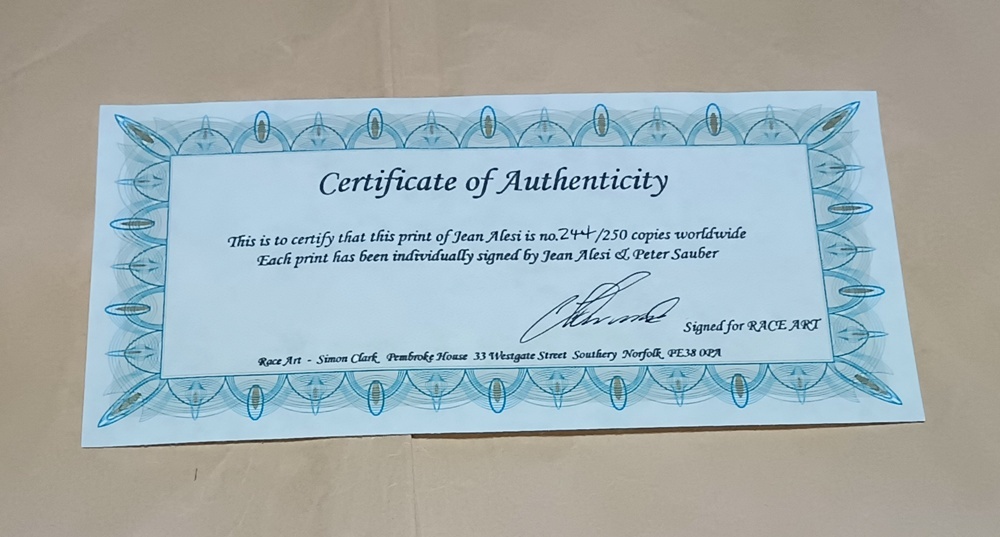 Certificate of Authenticity
This is to certify that this print of Jean Alesi is no.244/250 copies worldwide
Each print has been individually signed by Jean Alesi & Peter Sauber
Signed for RACE ART
Race Art - Simon Clark Pembroke House 33 Westgate Street Southery Norfolk PE38 0PA